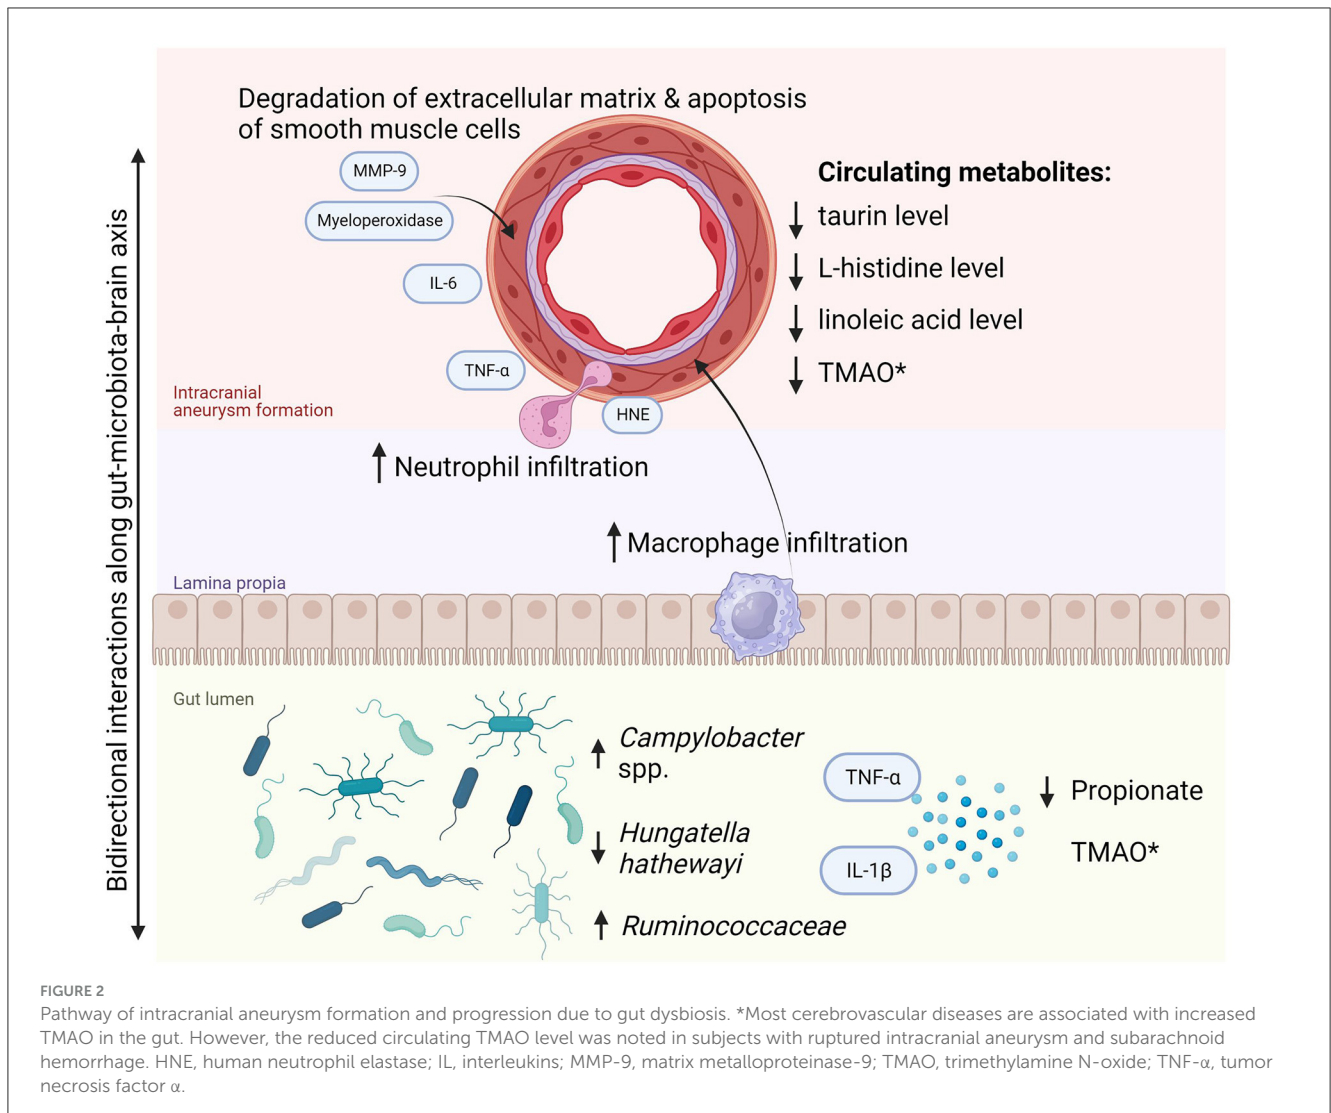 Bidirectional interactions along gut-microbiota-brain axis
Degradation of extracellular matrix & apoptosis
of smooth muscle cells
MMP-9
Myeloperoxidase
IL-6
TNF-α
HNE
Circulating metabolites:
taurin level
L-histidine level
linoleic acid level
TMAO*
Intracranial
aneurysm formation
Neutrophil infiltration
Macrophage infiltration
Lamina propia
Gut lumen
Campylobacter
spp.
Hungatella
hathewayi
Ruminococcaceae
TNF-α
IL-1β
Propionate
TMAO*
FIGURE 2
Pathway of intracranial aneurysm formation and progression due to gut dysbiosis. *Most cerebrovascular diseases are associated with increased
TMAO in the gut. However, the reduced circulating TMAO level was noted in subjects with ruptured intracranial aneurysm and subarachnoid
hemorrhage. HNE, human neutrophil elastase; IL, interleukins; MMP-9, matrix metalloproteinase-9; TMAO, trimethylamine N-oxide; TNF-α, tumor
necrosis factor α.